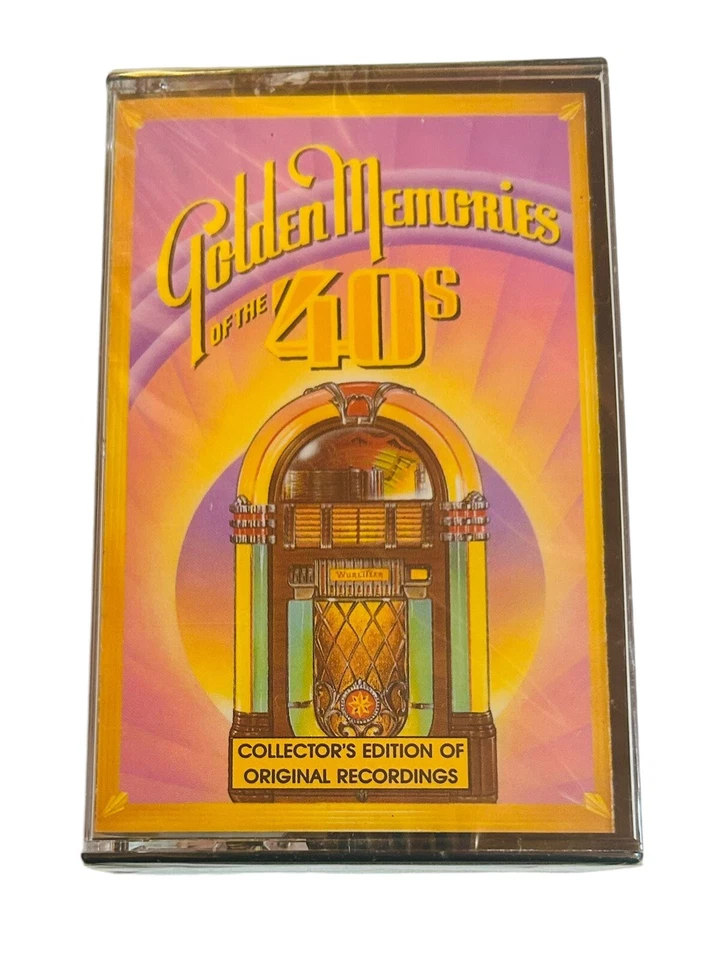 Golden Memories
OF THE '40s
WURLITZER
COLLECTOR'S EDITION OF
ORIGINAL RECORDINGS